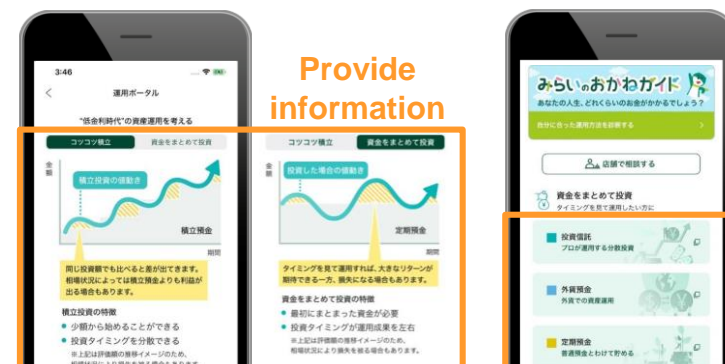 Provide
information
3:46
運用ポータル
"低金利時代"の資産運用を考える
コツコツ積立
資金をまとめて投資
金額
積立投資の値動き
積立預金
期間
同じ投資額でも比べると差が出てきます。
相場状況によっては積立預金よりも利益が
出る場合もあります。
積立投資の特徴
少額から始めることができる
投資タイミングを分散できる
※上記は評価額の推移イメージのため、
コツコツ積立
資金をまとめて投資
金額
投資した場合の値動き
定期預金
期間
タイミングを見て運用すれば、大きなリターンが
期待できる一方、損失になる場合もあります。
資金をまとめて投資の特徴
最初にまとまった資金が必要
投資タイミングが運用成果を左右
※上記は評価額の推移イメージのため、
相場状況により損失を被る場合もあります。
みらいのおかねガイド
あなたの人生、どれくらいのお金がかかるでしょう？
自分に合った運用方法を診断する
店舗で相談する
資金をまとめて投資
タイミングを見て運用したい方に
投資信託
プロが運用する分散投資
外貨預金
外貨での資産運用
定期預金
普通預金とわけて貯める